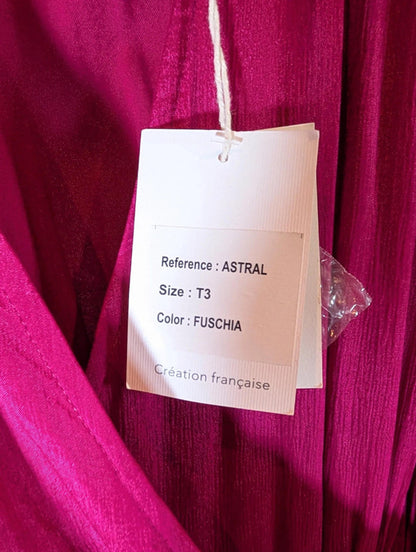 Reference : ASTRAL
Size : T3
Color : FUSCHIA
Création française